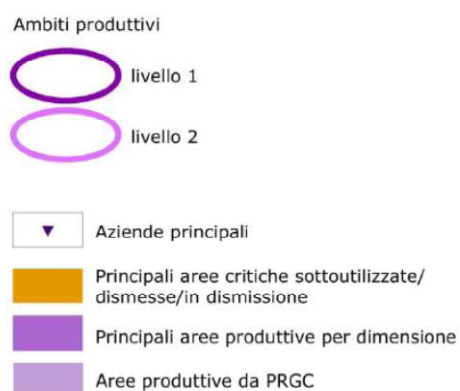 Ambiti produttivi
livello 1
livello 2
Aziende principali
Principali aree critiche sottoutilizzate/
dismesse/in dismissione
Principali aree produttive per dimensione
Aree produttive da PRGC